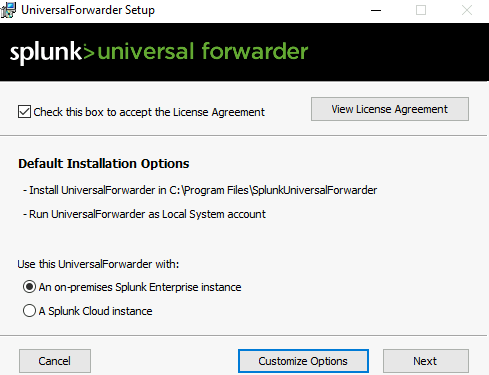 UniversalForwarder Setup
splunk>universal forwarder
Check this box to accept the License Agreement
View License Agreement
Default Installation Options
- Install UniversalForwarder in C:\Program Files\SplunkUniversalForwarder
- Run UniversalForwarder as Local System account
Use this UniversalForwarder with:
An on-premises Splunk Enterprise instance
A Splunk Cloud instance
Cancel
Customize Options
Next